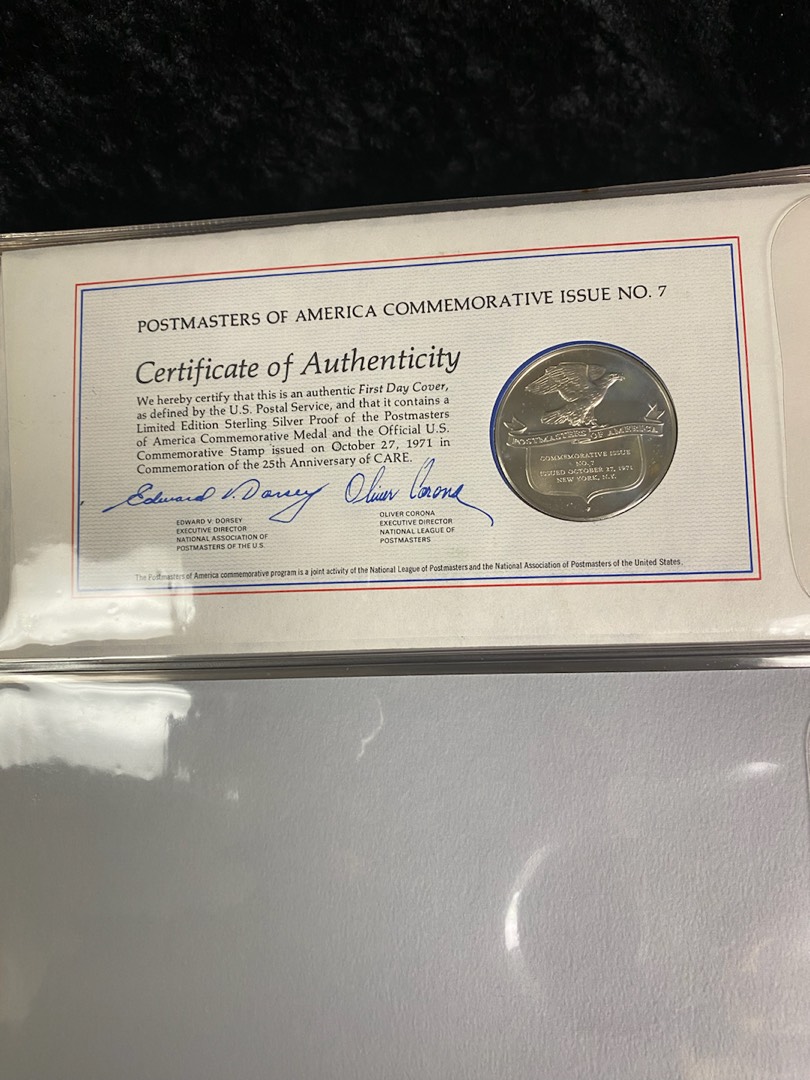 POSTMASTERS OF AMERICA COMMEMORATIVE ISSUE NO. 7
Certificate of Authenticity
We hereby certify that this is an authentic First Day Cover,
as defined by the U.S. Postal Service, and that it contains a
Limited Edition Sterling Silver Proof of the Postmasters
of America Commemorative Medal and the Official U.S.
Commemorative Stamp issued on October 27, 1971 in
Commemoration of the 25th Anniversary of CARE.
Edward V. Dorsey Oliver Corona
EDWARD V. DORSEY
EXECUTIVE DIRECTOR
NATIONAL ASSOCIATION OF
POSTMASTERS OF THE U.S.
OLIVER CORONA
EXECUTIVE DIRECTOR
NATIONAL LEAGUE OF
POSTMASTERS
POSTMASTERS OF AMERICA
COMMEMORATIVE ISSUE
NO. 7
ISSUED OCTOBER 27, 1971
NEW YORK, N.Y.
The Postmasters of America commemorative program is a joint activity of the National League of Postmasters and the National Association of Postmasters of the United States.